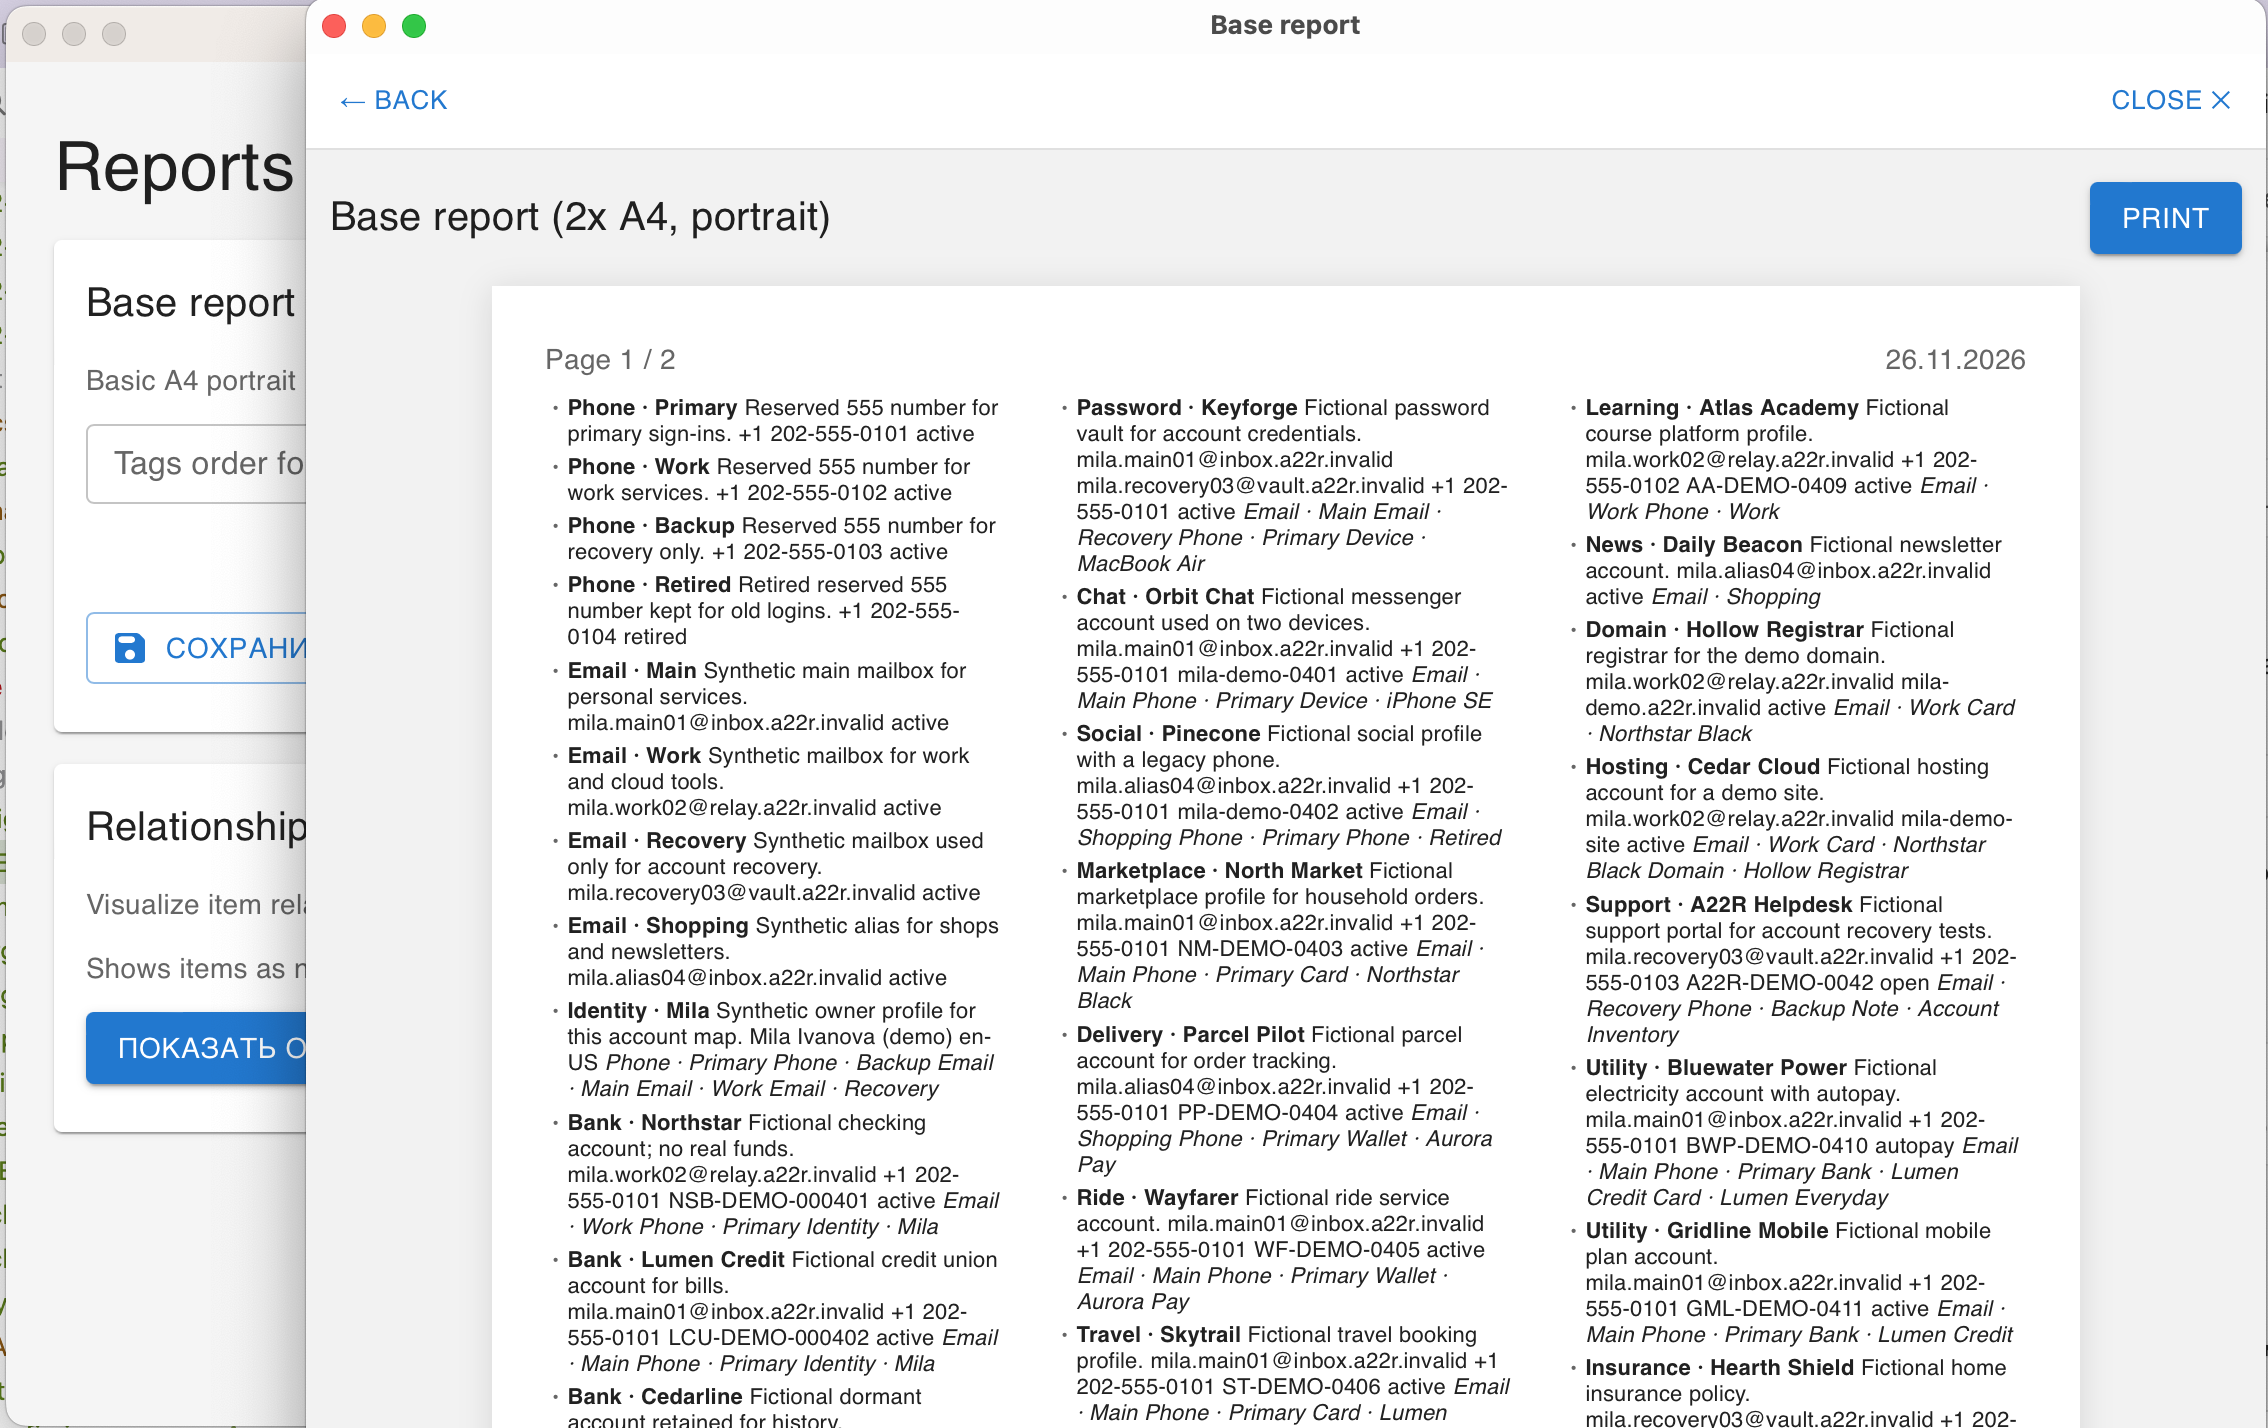 Base report
← BACK
CLOSE ×
Reports
Base report
Basic A4 portrait
Tags order fo
СОХРАНИ
Relationship
Visualize item rel
Shows items as n
ПОКАЗАТЬ О
Base report (2x A4, portrait)
PRINT
Page 1 / 2
26.11.2026
· Phone · Primary Reserved 555 number for
primary sign-ins. +1 202-555-0101 active
· Phone · Work Reserved 555 number for
work services. +1 202-555-0102 active
· Phone · Backup Reserved 555 number for
recovery only. +1 202-555-0103 active
· Phone · Retired Retired reserved 555
number kept for old logins. +1 202-555-
0104 retired
· Email · Main Synthetic main mailbox for
personal services.
mila.main01@inbox.a22r.invalid active
· Email · Work Synthetic mailbox for work
and cloud tools.
mila.work02@relay.a22r.invalid active
· Email · Recovery Synthetic mailbox used
only for account recovery.
mila.recovery03@vault.a22r.invalid active
· Email · Shopping Synthetic alias for shops
and newsletters.
mila.alias04@inbox.a22r.invalid active
· Identity · Mila Synthetic owner profile for
this account map. Mila Ivanova (demo) en-
US Phone · Primary Phone · Backup Email
· Main Email · Work Email · Recovery
· Bank · Northstar Fictional checking
account; no real funds.
mila.work02@relay.a22r.invalid +1 202-
555-0101 NSB-DEMO-000401 active Email
· Work Phone · Primary Identity · Mila
· Bank · Lumen Credit Fictional credit union
account for bills.
mila.main01@inbox.a22r.invalid +1 202-
555-0101 LCU-DEMO-000402 active Email
· Main Phone · Primary Identity · Mila
· Bank · Cedarline Fictional dormant
account retained for history.
· Password · Keyforge Fictional password
vault for account credentials.
mila.main01@inbox.a22r.invalid
mila.recovery03@vault.a22r.invalid +1 202-
555-0101 active Email · Main Email ·
Recovery Phone · Primary Device ·
MacBook Air
· Chat · Orbit Chat Fictional messenger
account used on two devices.
mila.main01@inbox.a22r.invalid +1 202-
555-0101 mila-demo-0401 active Email ·
Main Phone · Primary Device · iPhone SE
· Social · Pinecone Fictional social profile
with a legacy phone.
mila.alias04@inbox.a22r.invalid +1 202-
555-0101 mila-demo-0402 active Email ·
Shopping Phone · Primary Phone · Retired
· Marketplace · North Market Fictional
marketplace profile for household orders.
mila.main01@inbox.a22r.invalid +1 202-
555-0101 NM-DEMO-0403 active Email ·
Main Phone · Primary Card · Northstar
Black
· Delivery · Parcel Pilot Fictional parcel
account for order tracking.
mila.alias04@inbox.a22r.invalid +1 202-
555-0101 PP-DEMO-0404 active Email ·
Shopping Phone · Primary Wallet · Aurora
Pay
· Ride · Wayfarer Fictional ride service
account. mila.main01@inbox.a22r.invalid
+1 202-555-0101 WF-DEMO-0405 active
Email · Main Phone · Primary Wallet ·
Aurora Pay
· Travel · Skytrail Fictional travel booking
profile. mila.main01@inbox.a22r.invalid +1
202-555-0101 ST-DEMO-0406 active Email
· Main Phone · Primary Card · Lumen
· Learning · Atlas Academy Fictional
course platform profile.
mila.work02@relay.a22r.invalid +1 202-
555-0102 AA-DEMO-0409 active Email ·
Work Phone · Work
· News · Daily Beacon Fictional newsletter
account. mila.alias04@inbox.a22r.invalid
active Email · Shopping
· Domain · Hollow Registrar Fictional
registrar for the demo domain.
mila.work02@relay.a22r.invalid mila-
demo.a22r.invalid active Email · Work Card
· Northstar Black
· Hosting · Cedar Cloud Fictional hosting
account for a demo site.
mila.work02@relay.a22r.invalid mila-demo-
site active Email · Work Card · Northstar
Black Domain · Hollow Registrar
· Support · A22R Helpdesk Fictional
support portal for account recovery tests.
mila.recovery03@vault.a22r.invalid +1 202-
555-0103 A22R-DEMO-0042 open Email ·
Recovery Phone · Backup Note · Account
Inventory
· Utility · Bluewater Power Fictional
electricity account with autopay.
mila.main01@inbox.a22r.invalid +1 202-
555-0101 BWP-DEMO-0410 autopay Email
· Main Phone · Primary Bank · Lumen
Credit Card · Lumen Everyday
· Utility · Gridline Mobile Fictional mobile
plan account.
mila.main01@inbox.a22r.invalid +1 202-
555-0101 GML-DEMO-0411 active Email ·
Main Phone · Primary Bank · Lumen Credit
· Insurance · Hearth Shield Fictional home
insurance policy.
mila.recovery03@vault.a22r.invalid +1 202-